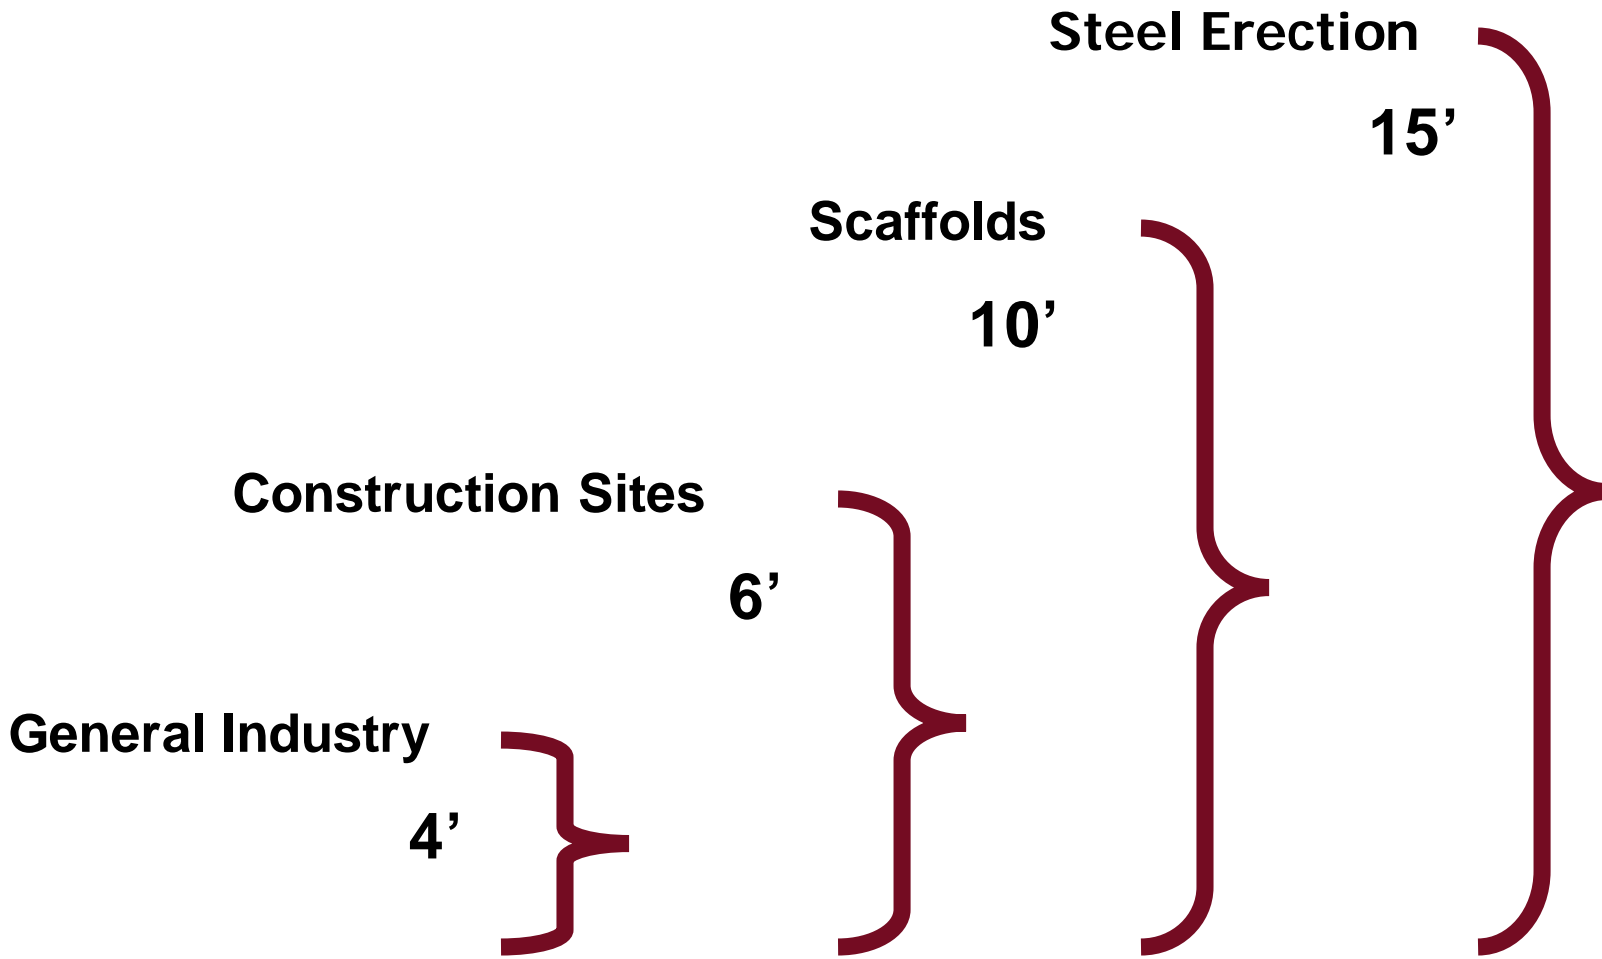 Steel Erection
15’
Scaffolds
10’
Construction Sites
6’
General Industry
4’